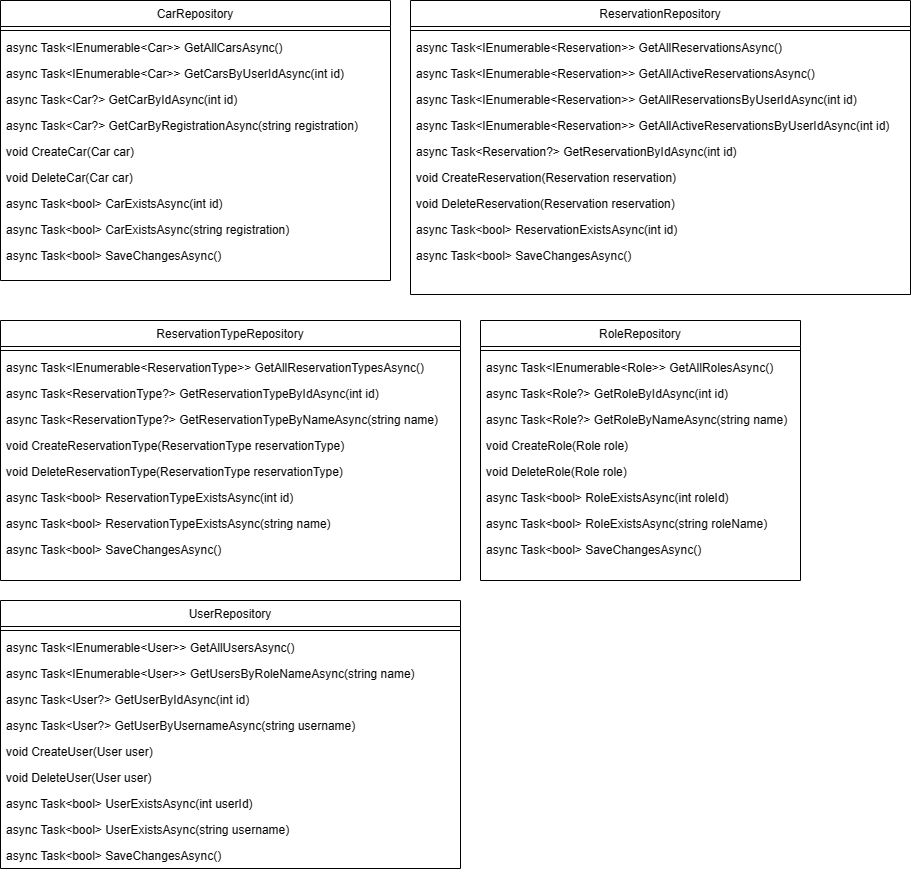 CarRepository
async Task<IEnumerable<Car>> GetAllCarsAsync()
async Task<IEnumerable<Car>> GetCarsByUserIdAsync(int id)
async Task<Car?> GetCarByIdAsync(int id)
async Task<Car?> GetCarByRegistrationAsync(string registration)
void CreateCar(Car car)
void DeleteCar(Car car)
async Task<bool> CarExistsAsync(int id)
async Task<bool> CarExistsAsync(string registration)
async Task<bool> SaveChangesAsync()
ReservationRepository
async Task<IEnumerable<Reservation>> GetAllReservationsAsync()
async Task<IEnumerable<Reservation>> GetAllActiveReservationsAsync()
async Task<IEnumerable<Reservation>> GetAllReservationsByUserIdAsync(int id)
async Task<IEnumerable<Reservation>> GetAllActiveReservationsByUserIdAsync(int id)
async Task<Reservation?> GetReservationByIdAsync(int id)
void CreateReservation(Reservation reservation)
void DeleteReservation(Reservation reservation)
async Task<bool> ReservationExistsAsync(int id)
async Task<bool> SaveChangesAsync()
ReservationTypeRepository
async Task<IEnumerable<ReservationType>> GetAllReservationTypesAsync()
async Task<ReservationType?> GetReservationTypeByIdAsync(int id)
async Task<ReservationType?> GetReservationTypeByNameAsync(string name)
void CreateReservationType(ReservationType reservationType)
void DeleteReservationType(ReservationType reservationType)
async Task<bool> ReservationTypeExistsAsync(int id)
async Task<bool> ReservationTypeExistsAsync(string name)
async Task<bool> SaveChangesAsync()
RoleRepository
async Task<IEnumerable<Role>> GetAllRolesAsync()
async Task<Role?> GetRoleByIdAsync(int id)
async Task<Role?> GetRoleByNameAsync(string name)
void CreateRole(Role role)
void DeleteRole(Role role)
async Task<bool> RoleExistsAsync(int roleId)
async Task<bool> RoleExistsAsync(string roleName)
async Task<bool> SaveChangesAsync()
UserRepository
async Task<IEnumerable<User>> GetAllUsersAsync()
async Task<IEnumerable<User>> GetUsersByRoleNameAsync(string name)
async Task<User?> GetUserByIdAsync(int id)
async Task<User?> GetUserByUsernameAsync(string username)
void CreateUser(User user)
void DeleteUser(User user)
async Task<bool> UserExistsAsync(int userId)
async Task<bool> UserExistsAsync(string username)
async Task<bool> SaveChangesAsync()